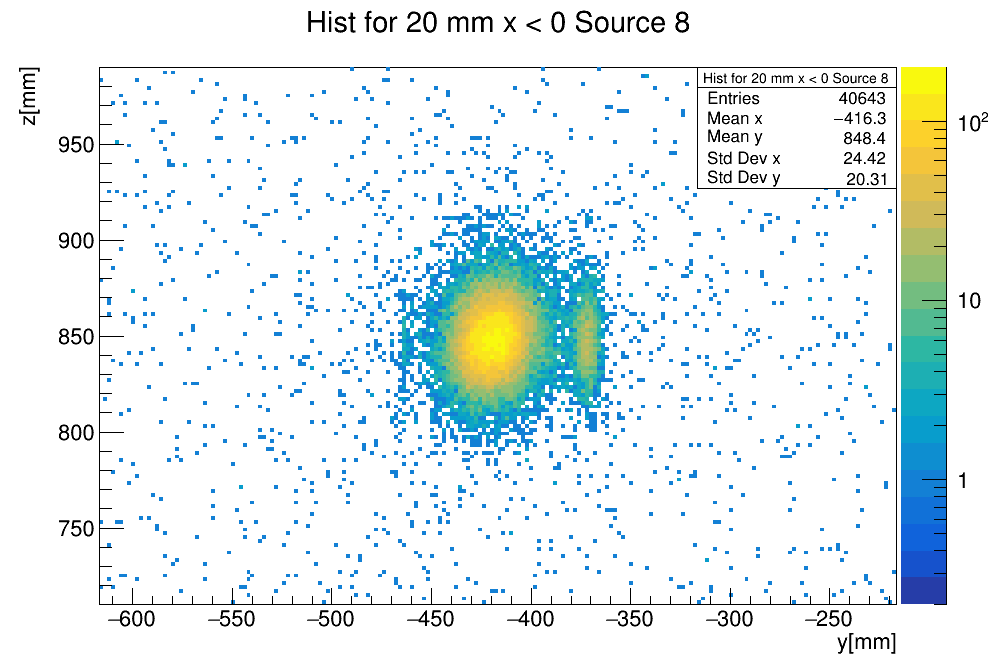 Hist for 20 mm x < 0 Source 8
z[mm]
Hist for 20 mm x < 0 Source 8
Entries 40643
Mean x −416.3
Mean y 848.4
Std Dev x 24.42
Std Dev y 20.31
950
900
850
800
750
−600 −550 −500 −450 −400 −350 −300 −250
y[mm]
10²
10
1